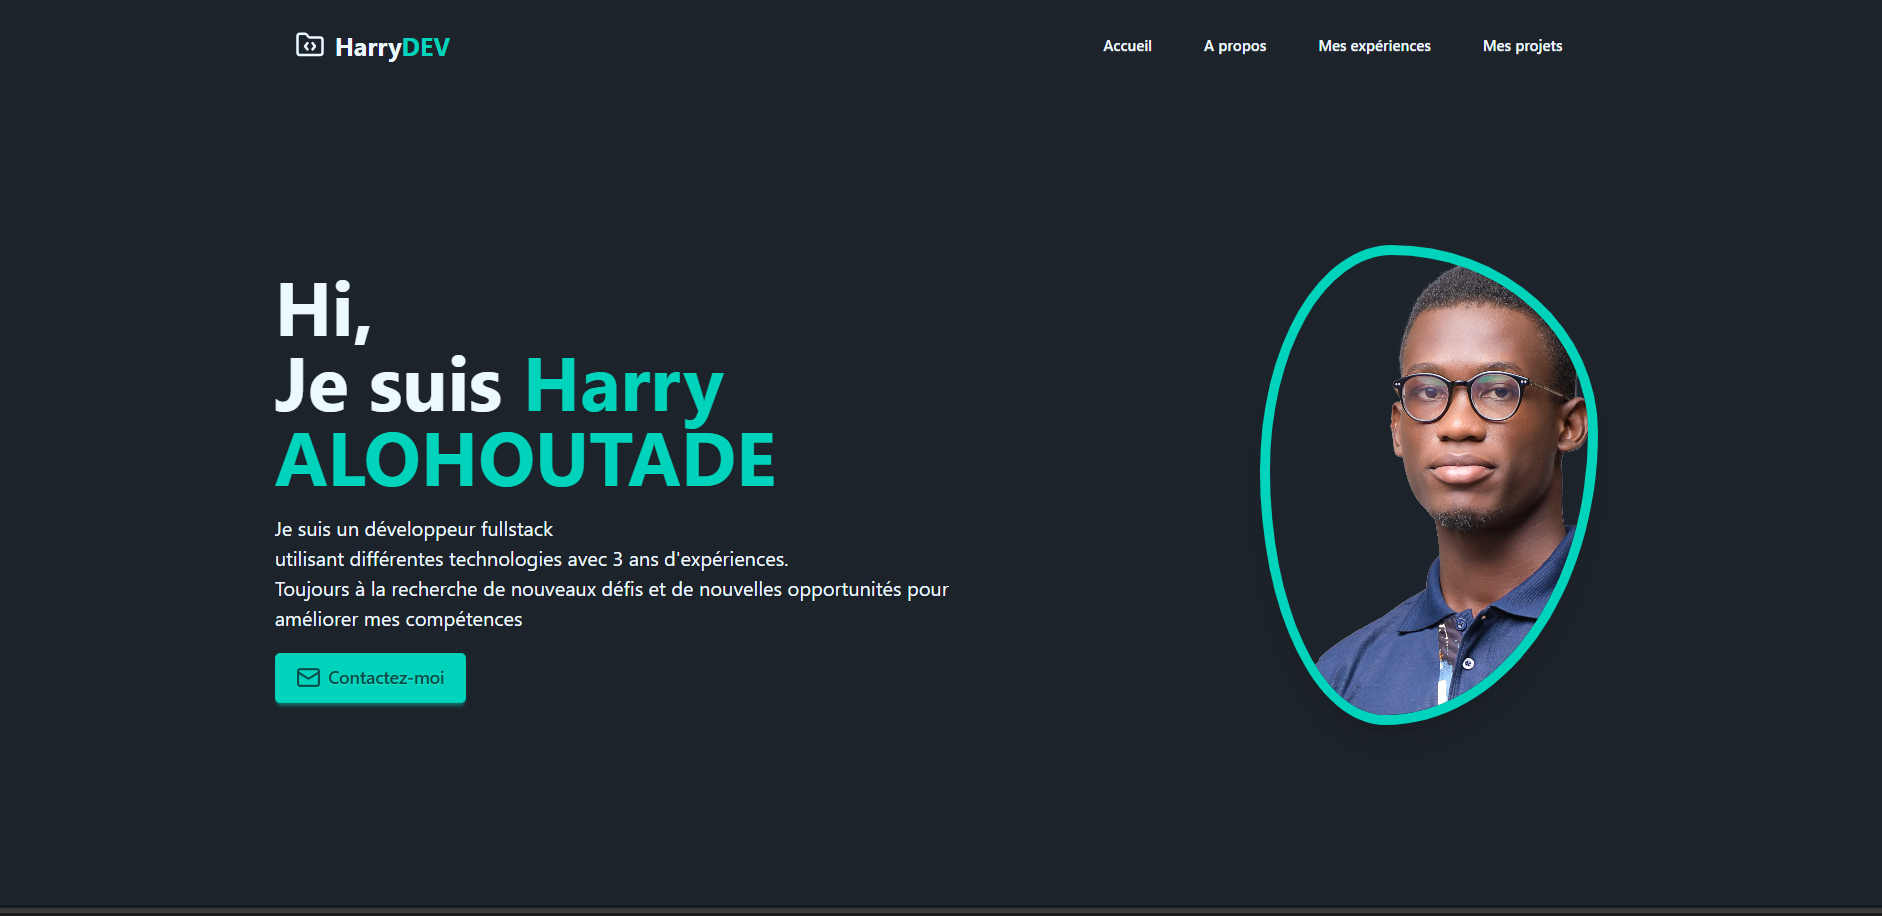 HarryDEV
Accueil A propos Mes expériences Mes projets
Hi,
Je suis Harry
ALOHOUTADE
Je suis un développeur fullstack
utilisant différentes technologies avec 3 ans d'expériences.
Toujours à la recherche de nouveaux défis et de nouvelles opportunités pour
améliorer mes compétences
Contactez-moi